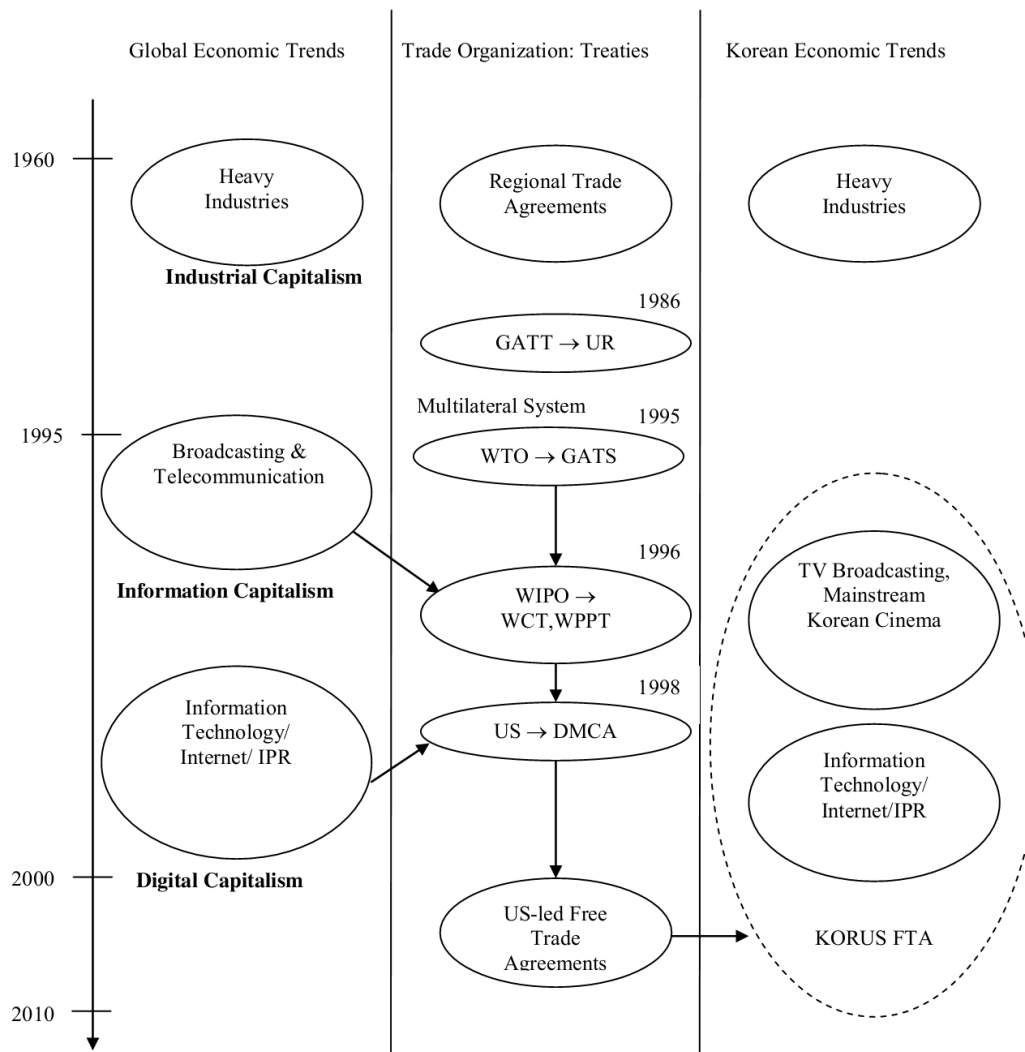 Global Economic Trends
Trade Organization: Treaties
Korean Economic Trends
1960
Heavy
Industries
Industrial Capitalism
Regional Trade
Agreements
Heavy
Industries
1986
GATT → UR
Multilateral System
1995
1995
Broadcasting &
Telecommunication
Information Capitalism
WTO → GATS
1996
WIPO →
WCT,WPPT
TV Broadcasting,
Mainstream
Korean Cinema
1998
Information
Technology/
Internet/ IPR
US → DMCA
Information
Technology/
Internet/IPR
2000
Digital Capitalism
US-led Free
Trade
Agreements
KORUS FTA
2010